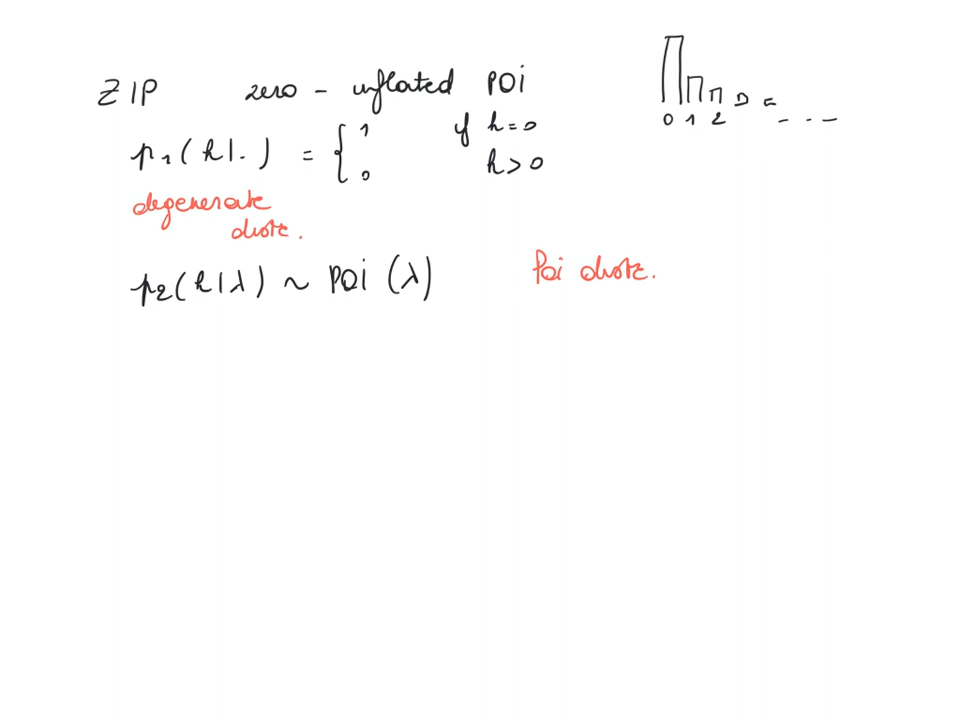 ZIP zero - inflated POI
0 1 2 - - -
p₁(k|.) = { 1 if k=0
0 k>0
degenerate
distr.
p₂(k|λ) ~ POI (λ) Poi distr.